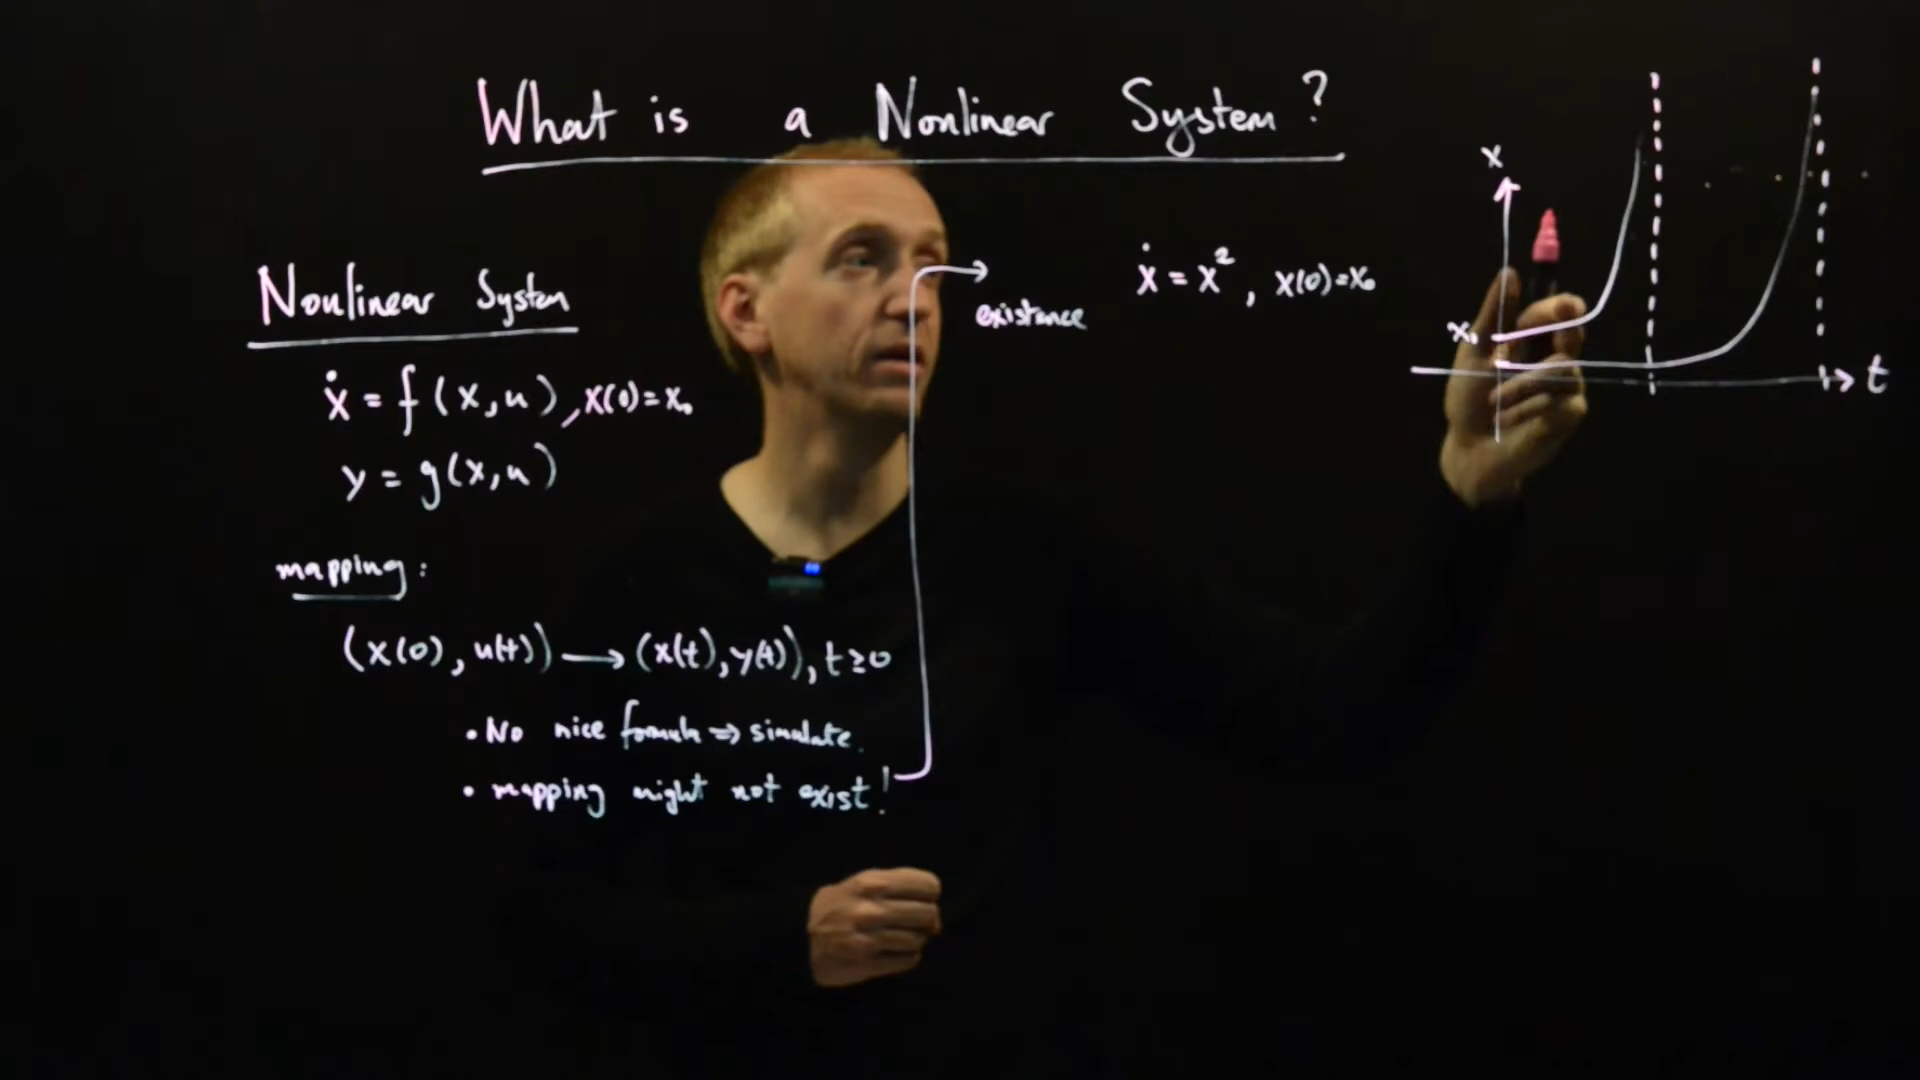 What is a Nonlinear System?
Nonlinear System
ẋ = f(x,u), x(0)=x₀
y = g(x,u)
mapping:
(x(0), u(t)) → (x(t), y(t)), t≥0
• No nice formula ⇒ simulate.
• mapping might not exist!
existence
ẋ = x², x(0)=x₀
x
x₀
t